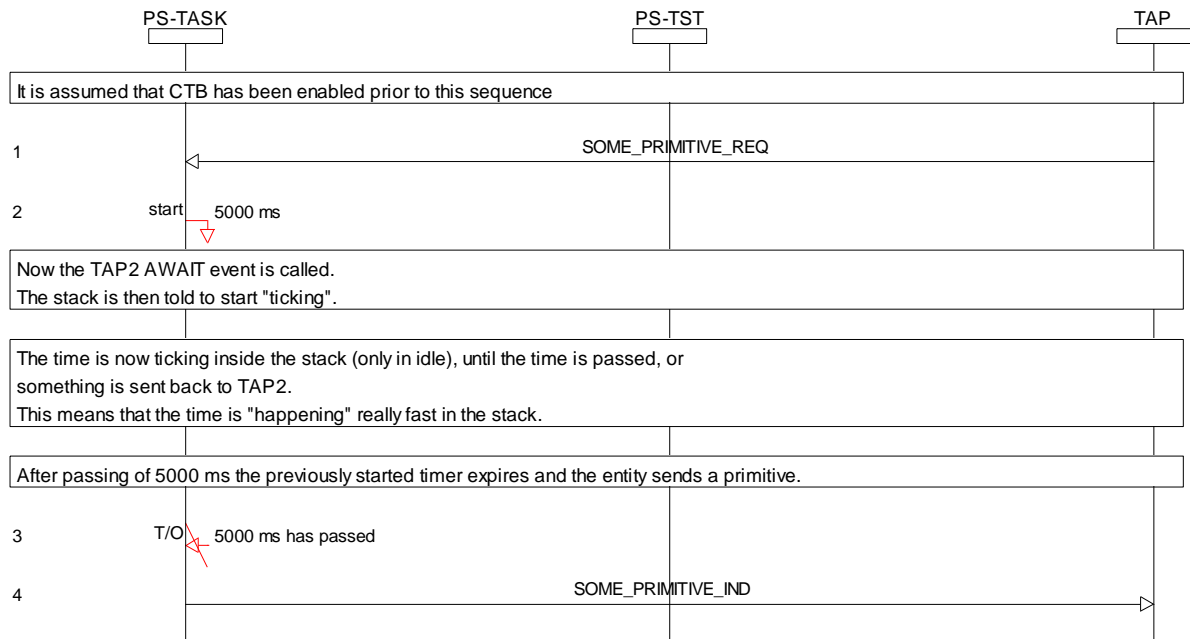 PS-TASK PS-TST TAP
It is assumed that CTB has been enabled prior to this sequence
1 SOME_PRIMITIVE_REQ
2 start 5000 ms
Now the TAP2 AWAIT event is called.
The stack is then told to start "ticking".
The time is now ticking inside the stack (only in idle), until the time is passed, or
something is sent back to TAP2.
This means that the time is "happening" really fast in the stack.
After passing of 5000 ms the previously started timer expires and the entity sends a primitive.
3 T/O 5000 ms has passed
4 SOME_PRIMITIVE_IND